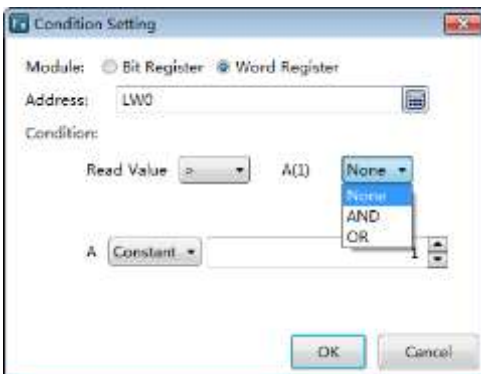 Condition Setting
Module: Bit Register Word Register
Address: LW0
Condition:
Read Value > A(1) None
None
AND
OR
A Constant 1
OK Cancel